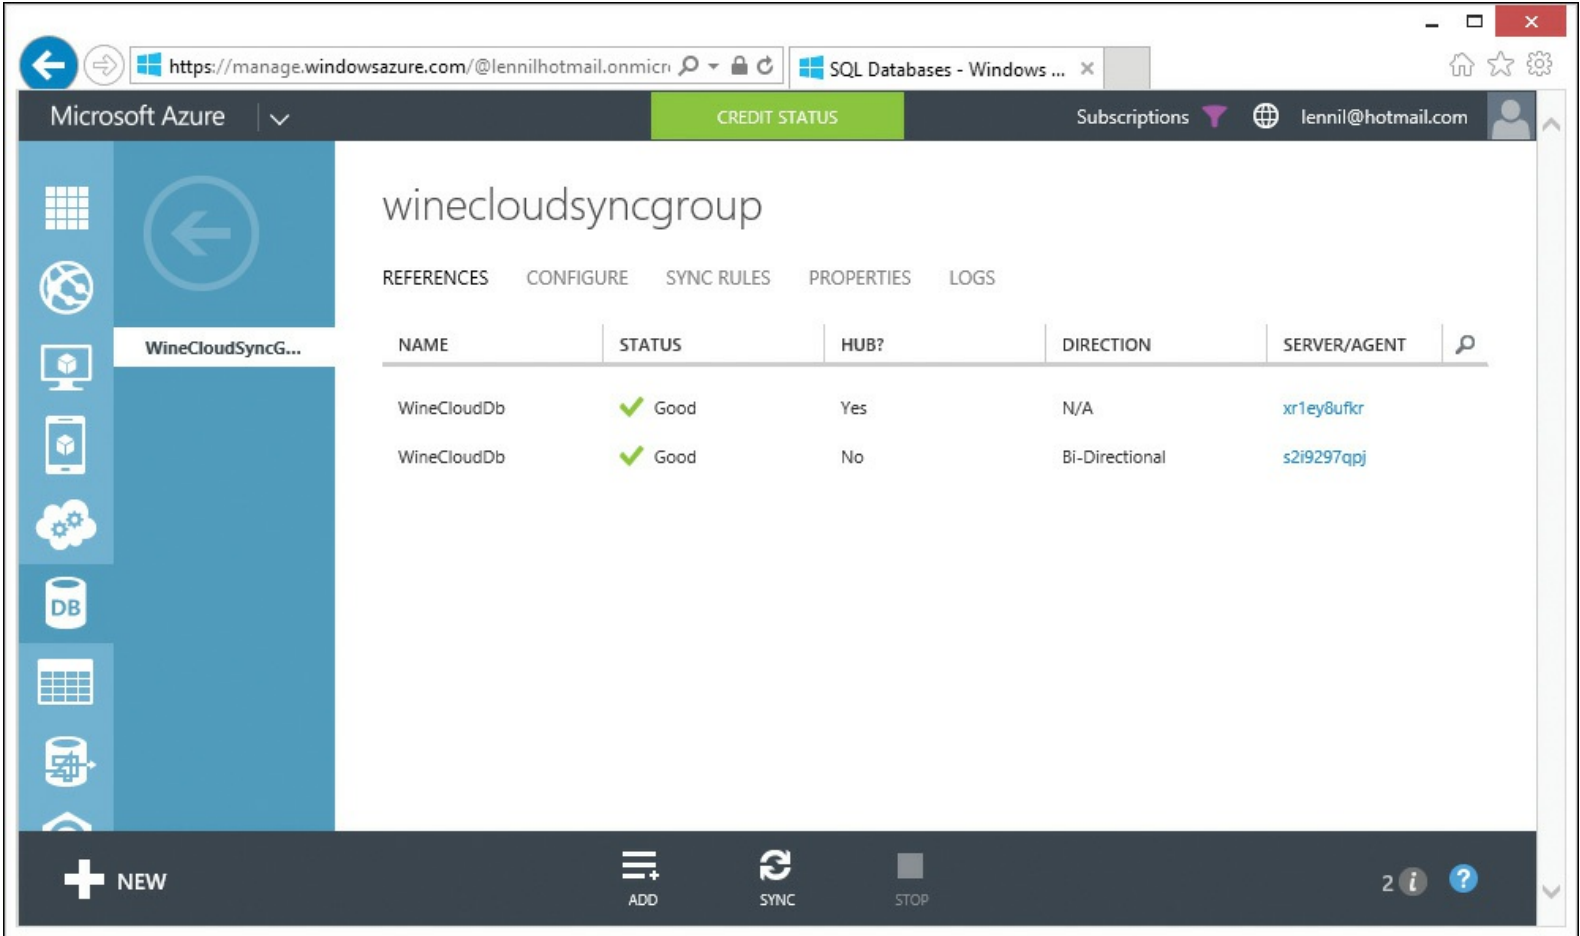 https://manage.windowsazure.com/@lennilhotmail.onmicr
SQL Databases - Windows ...
Microsoft Azure
CREDIT STATUS
Subscriptions
lennil@hotmail.com
winecloudsyncgroup
REFERENCES CONFIGURE SYNC RULES PROPERTIES LOGS
WineCloudSyncG...
NAME STATUS HUB? DIRECTION SERVER/AGENT
WineCloudDb Good Yes N/A xr1ey8ufkr
WineCloudDb Good No Bi-Directional s2i9297qpj
DB
NEW
ADD
SYNC
STOP
2 i ?